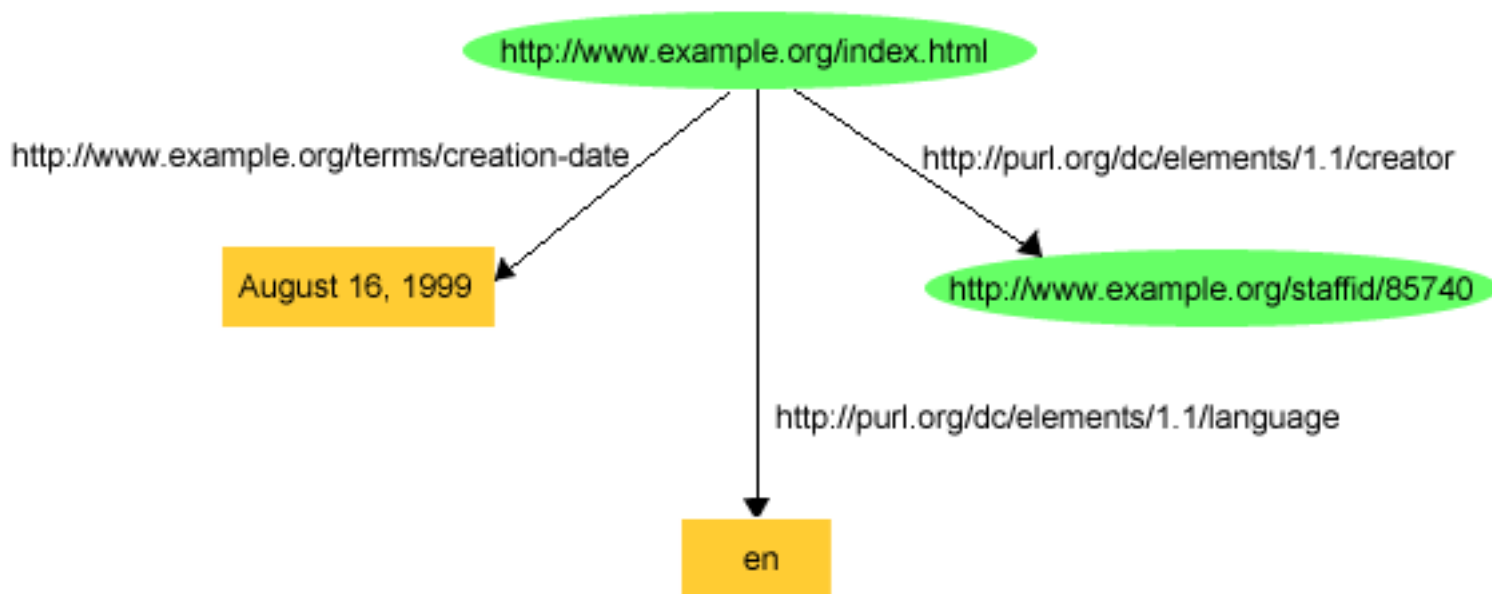 http://www.example.org/index.html
http://www.example.org/terms/creation-date
http://purl.org/dc/elements/1.1/creator
August 16, 1999
http://www.example.org/staffid/85740
http://purl.org/dc/elements/1.1/language
en